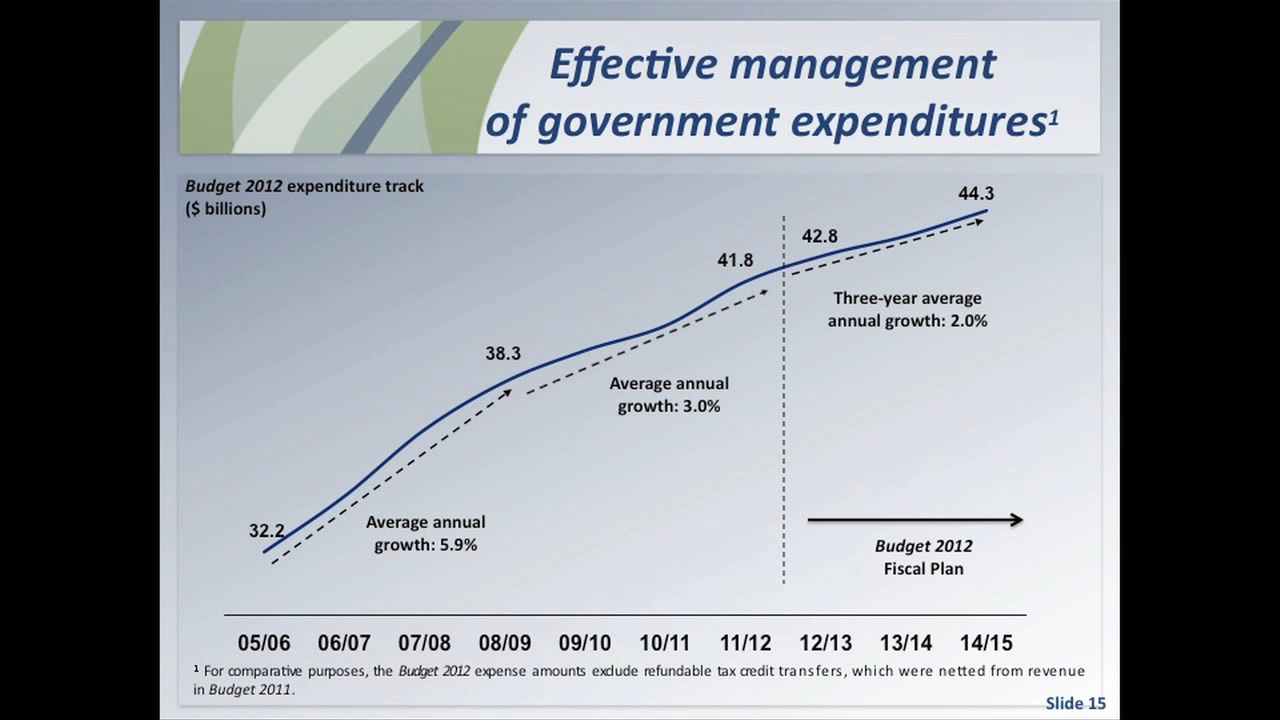 Effective management
of government expenditures¹
Budget 2012 expenditure track
($ billions)
44.3
42.8
41.8
Three-year average
annual growth: 2.0%
38.3
Average annual
growth: 3.0%
32.2
Average annual
growth: 5.9%
Budget 2012
Fiscal Plan
05/06 06/07 07/08 08/09 09/10 10/11 11/12 12/13 13/14 14/15
¹ For comparative purposes, the Budget 2012 expense amounts exclude refundable tax credit transfers, which were netted from revenue
in Budget 2011.
Slide 15